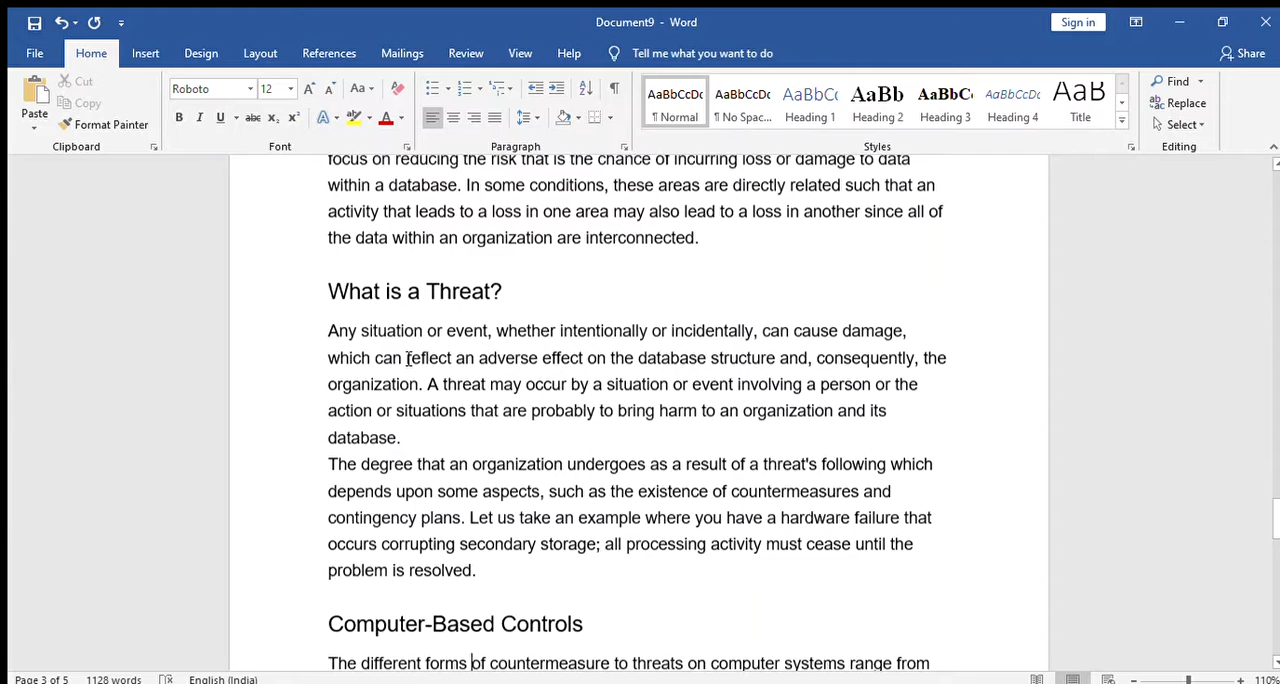 Document9 - Word
Sign in
File Home Insert Design Layout References Mailings Review View Help Tell me what you want to do Share
Paste
Cut
Copy
Format Painter
Clipboard
Roboto 12
Font
Paragraph
AaBbCcDc AaBbCcDc AaBbCc AaBb AaBbCc AaBbCcDc AaB
¶ Normal ¶ No Spac... Heading 1 Heading 2 Heading 3 Heading 4 Title
Styles
Find
Replace
Select
Editing
focus on reducing the risk that is the chance of incurring loss or damage to data
within a database. In some conditions, these areas are directly related such that an
activity that leads to a loss in one area may also lead to a loss in another since all of
the data within an organization are interconnected.
What is a Threat?
Any situation or event, whether intentionally or incidentally, can cause damage,
which can reflect an adverse effect on the database structure and, consequently, the
organization. A threat may occur by a situation or event involving a person or the
action or situations that are probably to bring harm to an organization and its
database.
The degree that an organization undergoes as a result of a threat's following which
depends upon some aspects, such as the existence of countermeasures and
contingency plans. Let us take an example where you have a hardware failure that
occurs corrupting secondary storage; all processing activity must cease until the
problem is resolved.
Computer-Based Controls
The different forms of countermeasure to threats on computer systems range from
Page 3 of 5 1128 words English (India) 110%